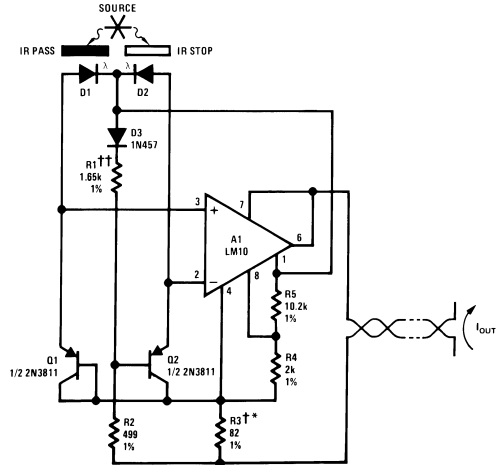 SOURCE
IR PASS
IR STOP
λ
λ
D1
D2
D3
1N457
R1††
1.65k
1%
3
+
7
A1
LM10
6
1
2
−
4
8
R5
10.2k
1%
IOUT
Q1
1/2 2N3811
Q2
1/2 2N3811
R4
2k
1%
R2
499
1%
R3†*
82
1%